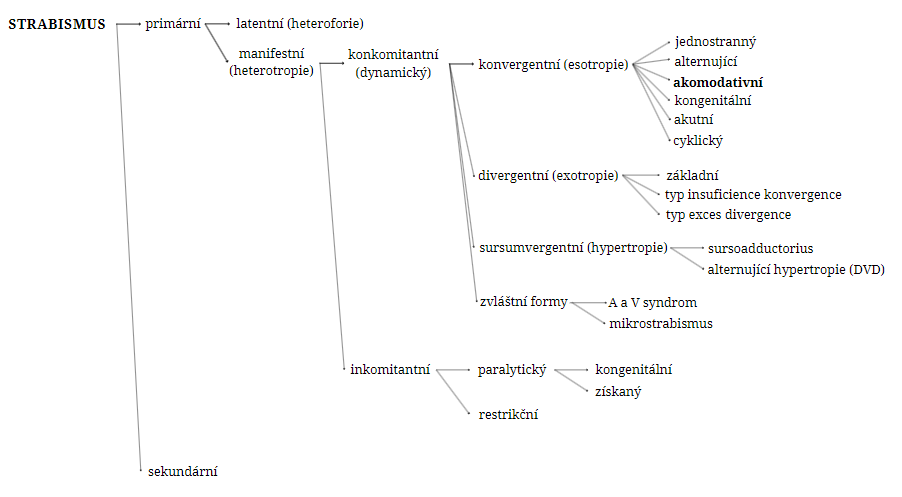 STRABISMUS
primární
latentní (heteroforie)
manifestní
(heterotropie)
konkomitantní
(dynamický)
konvergentní (esotropie)
jednostranný
alternující
akomodativní
kongenitální
akutní
cyklický
divergentní (exotropie)
základní
typ insuficience konvergence
typ exces divergence
sursumvergentní (hypertropie)
sursoadductorius
alternující hypertropie (DVD)
zvláštní formy
A a V syndrom
mikrostrabismus
inkomitantní
paralytický
kongenitální
získaný
restrikční
sekundární